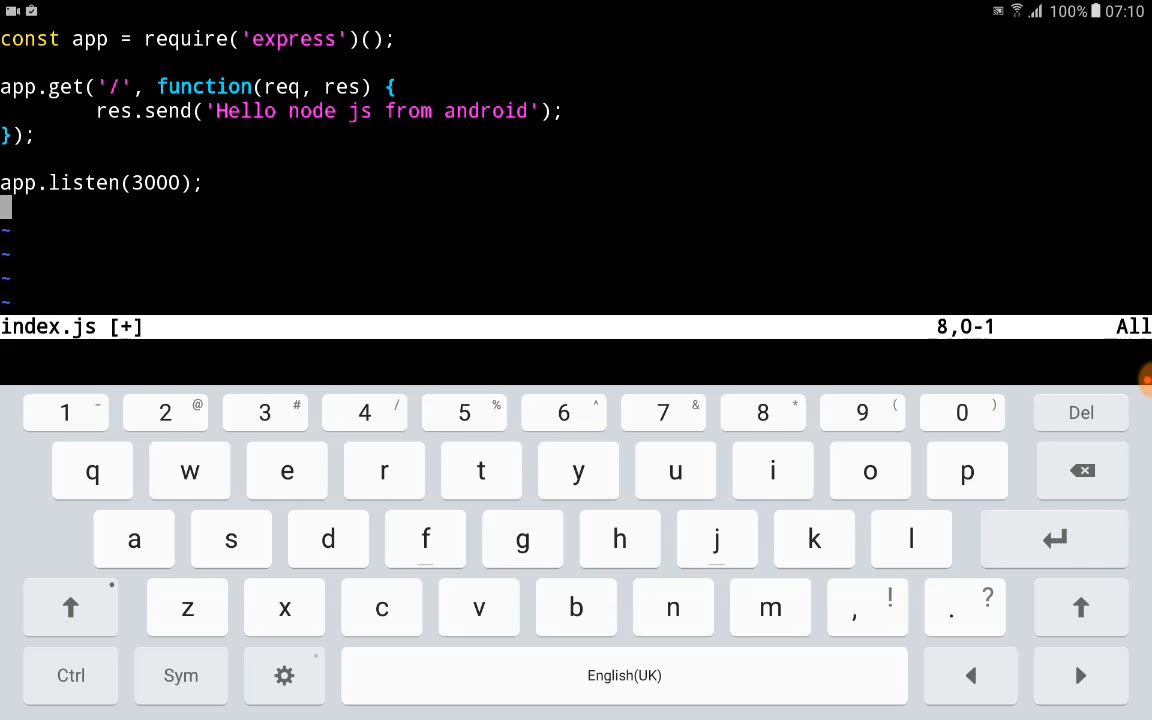 100% 07:10
const app = require('express')();
app.get('/', function(req, res) {
res.send('Hello node js from android');
});
app.listen(3000);
~
~
~
~
index.js [+] 8,0-1 All
1 - 2 @ 3 # 4 / 5 % 6 ^ 7 & 8 * 9 ( 0 ) Del
q w e r t y u i o p
a s d f g h j k l
z x c v b n m , ! . ?
Ctrl Sym English(UK)